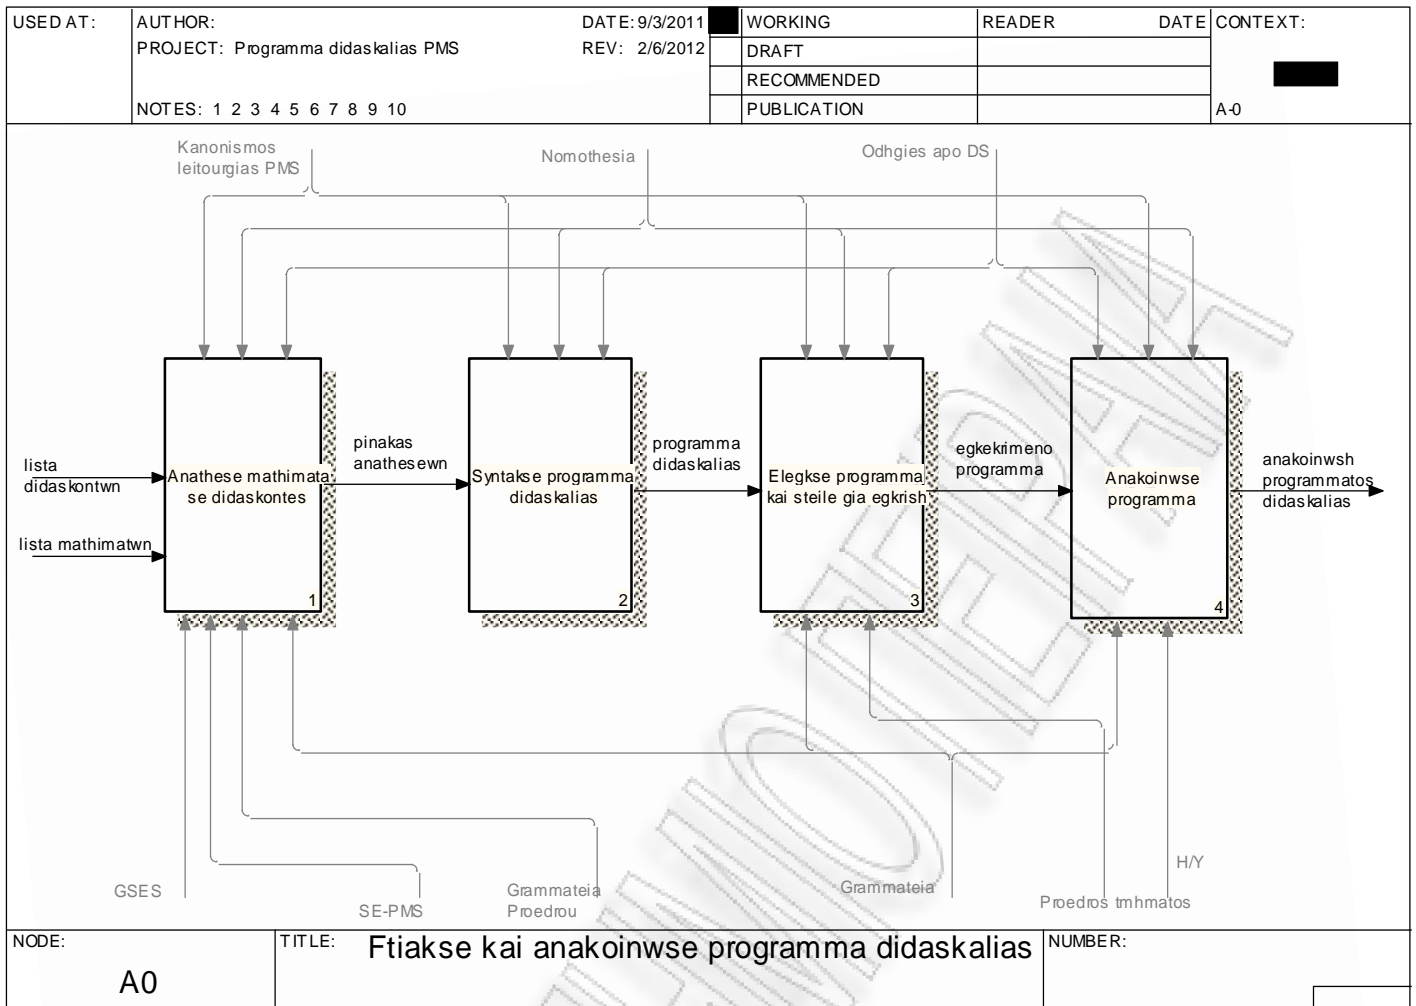 USED AT:
AUTHOR:
DATE: 9/3/2011
WORKING
READER
DATE
CONTEXT:
PROJECT: Programma didaskalias PMS
REV: 2/6/2012
DRAFT
RECOMMENDED
NOTES: 1 2 3 4 5 6 7 8 9 10
PUBLICATION
A-0
Kanonismos
leitourgias PMS
Nomothesia
Odhgies apo DS
lista
didaskontwn
lista mathimatwn
Anathese mathimata
se didaskontes
1
pinakas
anathesewn
Syntakse programma
didaskalias
2
programma
didaskalias
Elegkse programma
kai steile gia egkrish
3
egkekrimeno
programma
Anakoinwse
programma
4
anakoinwsh
programmatos
didaskalias
GSES
SE-PMS
Grammateia
Proedrou
Grammateia
Proedros tmhmatos
H/Y
NODE:
A0
TITLE:
Ftiakse kai anakoinwse programma didaskalias
NUMBER: